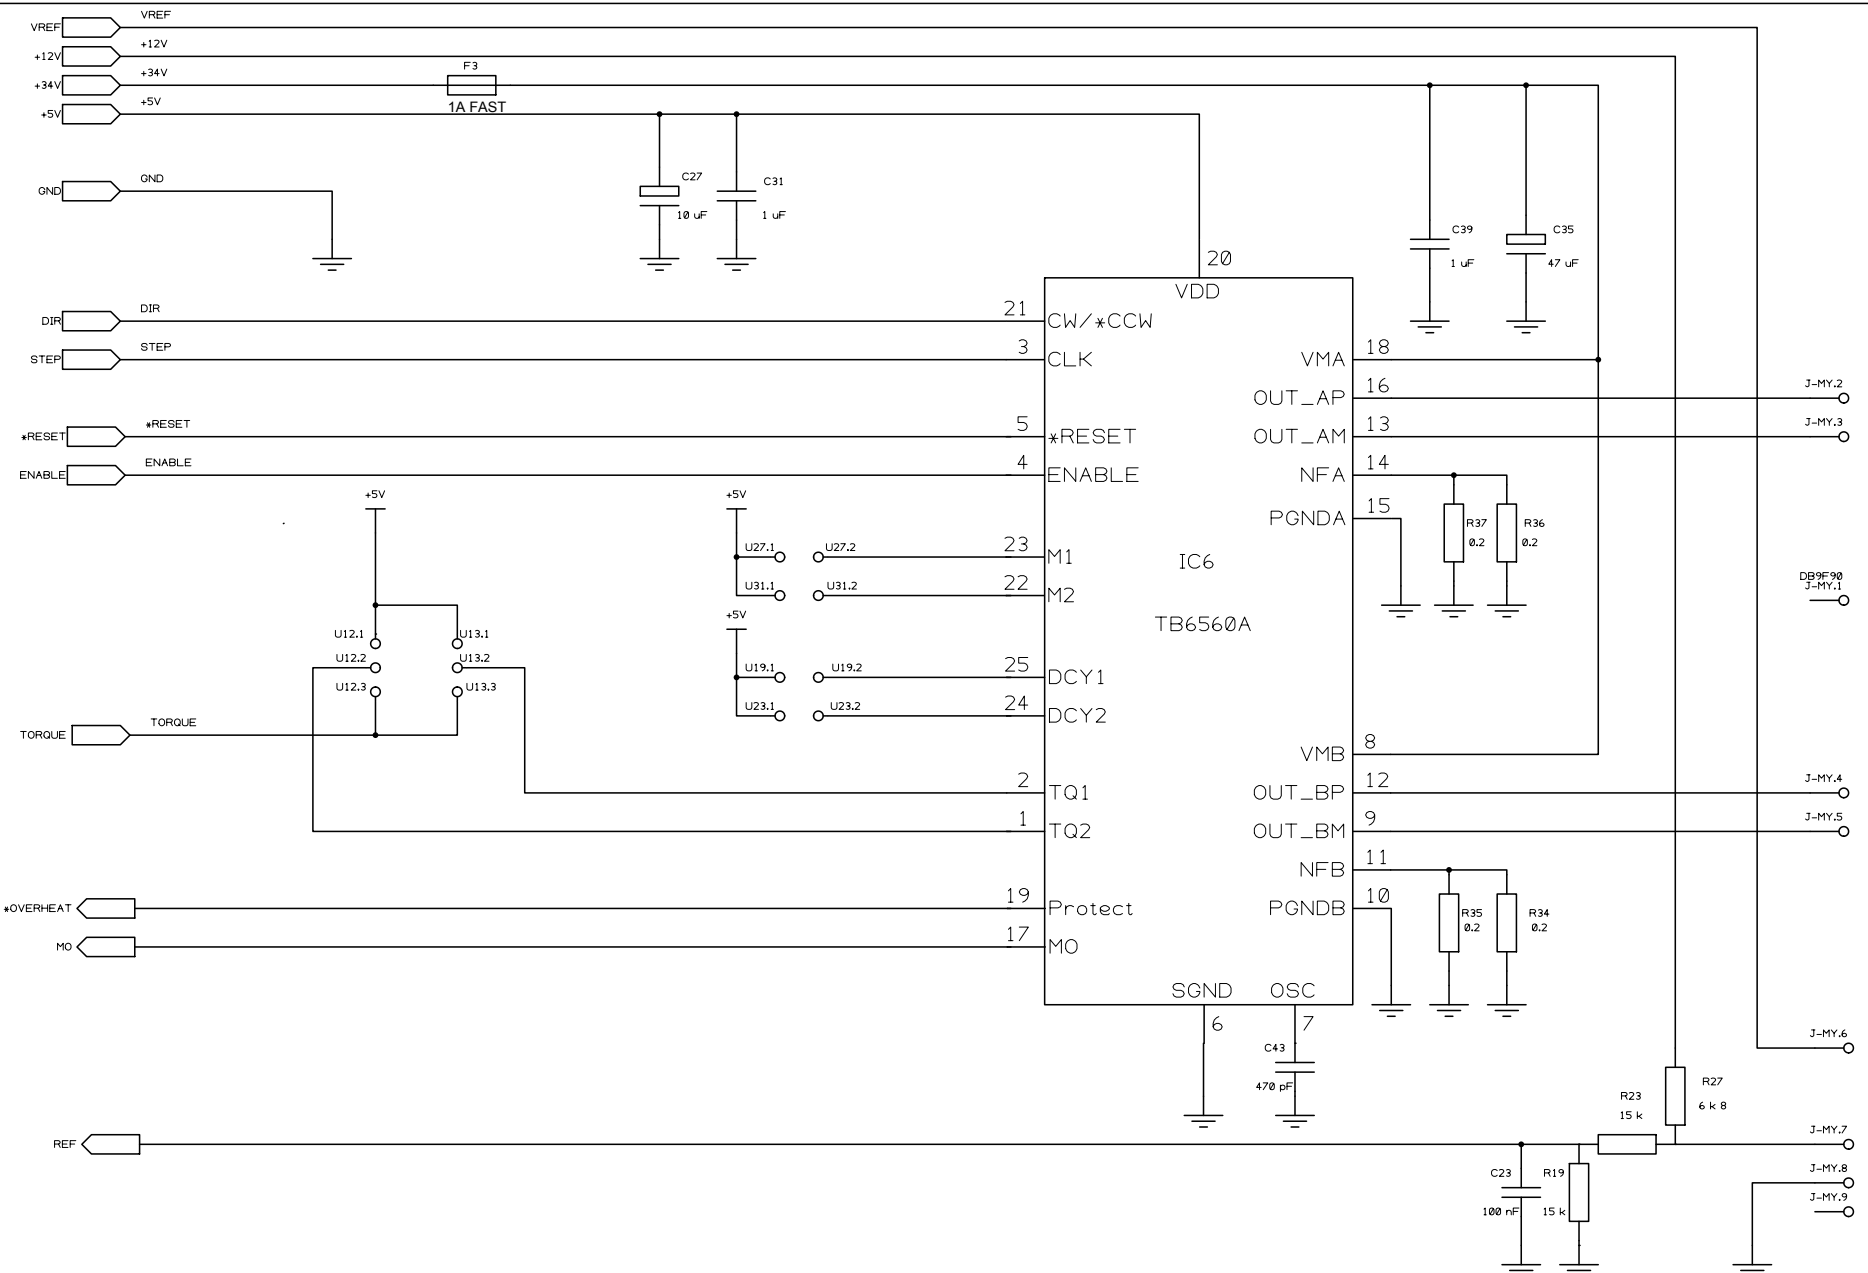 VREF VREF
+12V +12V
+34V +34V
F3
1A FAST
+5V +5V
GND GND
C27
10 uF
C31
1 uF
C39
1 uF
C35
47 uF
20
VDD
DIR DIR 21 CW/*CCW
STEP STEP 3 CLK
VMA 18
OUT_AP 16 J-MY.2
*RESET *RESET 5 *RESET
OUT_AM 13 J-MY.3
ENABLE ENABLE 4 ENABLE
NFA 14
PGNDA 15
R37
0.2
R36
0.2
+5V
+5V
U27.1 U27.2 23 M1
U31.1 U31.2 22 M2
+5V
IC6
TB6560A
DB9F90
J-MY.1
U12.1 U13.1
U12.2 U13.2
U12.3 U13.3
U19.1 U19.2 25 DCY1
U23.1 U23.2 24 DCY2
TORQUE TORQUE
VMB 8
2 TQ1
OUT_BP 12 J-MY.4
1 TQ2
OUT_BM 9 J-MY.5
NFB 11
PGNDB 10
R35
0.2
R34
0.2
*OVERHEAT 19 Protect
MO 17 MO
SGND OSC
6 7
C43
470 pF
J-MY.6
R27
6 k 8
R23
15 k
REF
J-MY.7
C23
100 nF
R19
15 k
J-MY.8
J-MY.9